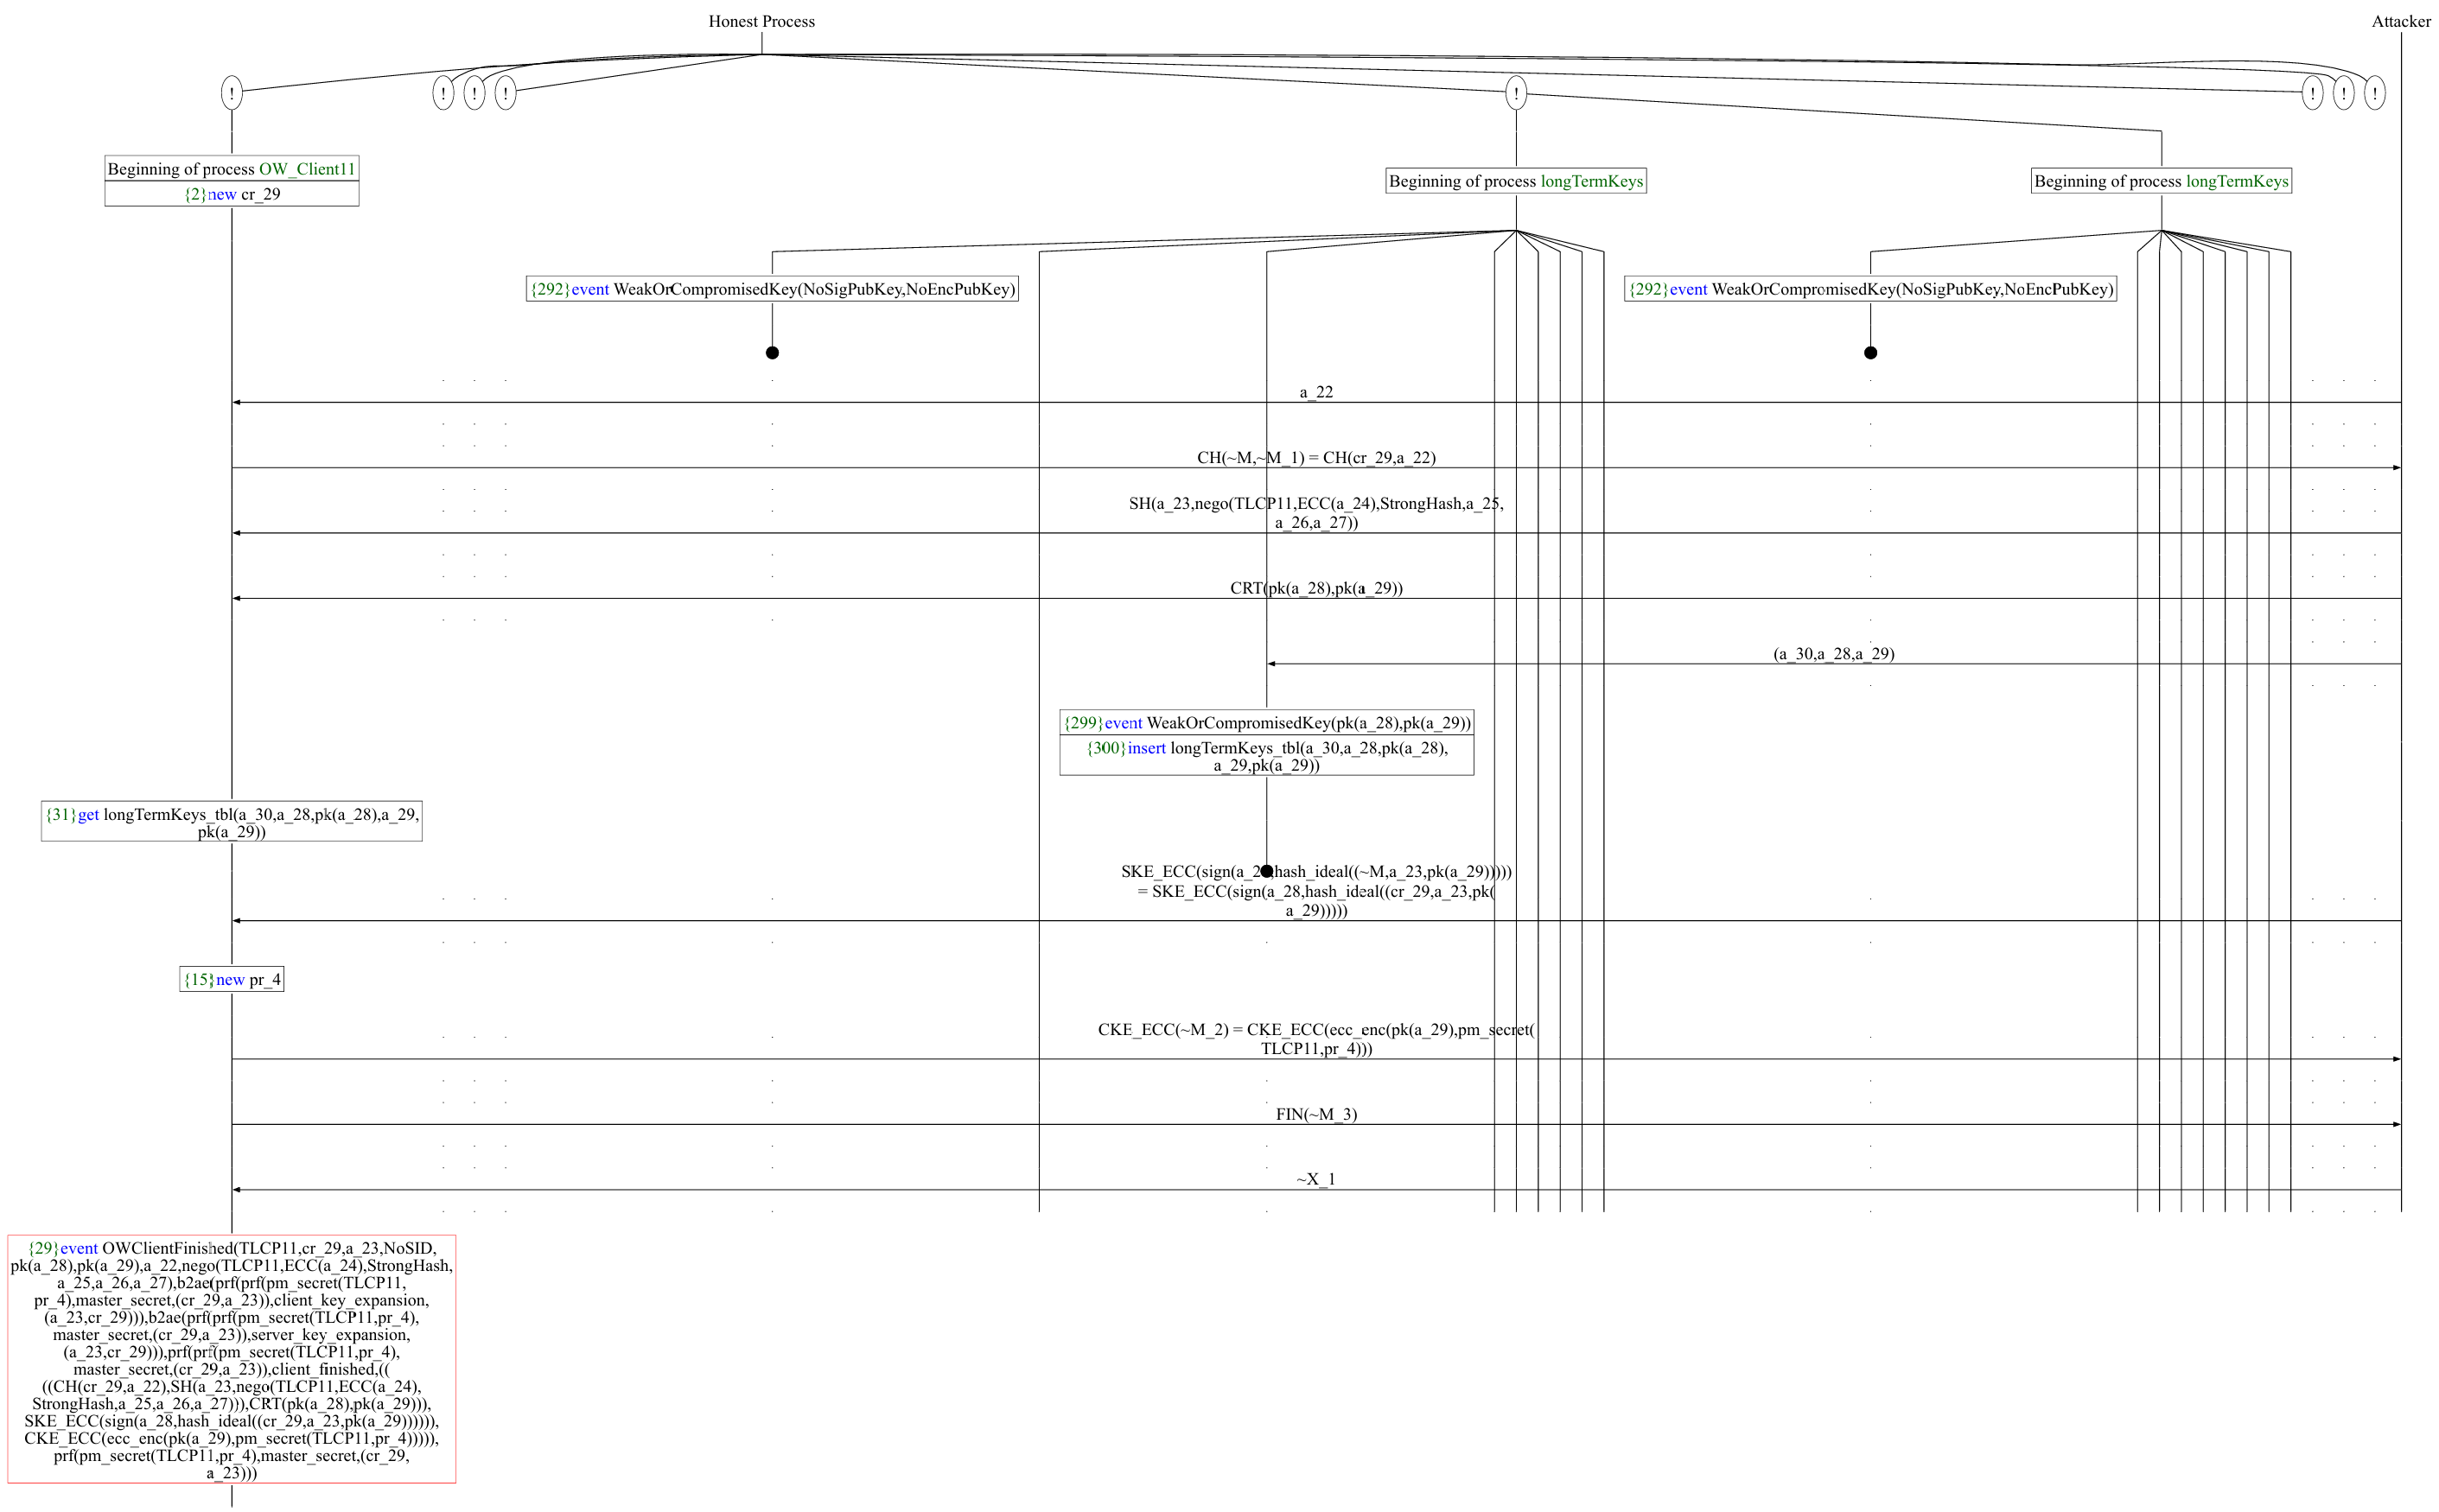 Honest Process
Attacker
!
!
!
!
!
!
!
!
Beginning of process OW_Client11
{2}new cr_29
Beginning of process longTermKeys
Beginning of process longTermKeys
{292}event WeakOrCompromisedKey(NoSigPubKey,NoEncPubKey)
{292}event WeakOrCompromisedKey(NoSigPubKey,NoEncPubKey)
a_22
CH(~M,~M_1) = CH(cr_29,a_22)
SH(a_23,nego(TLCP11,ECC(a_24),StrongHash,a_25,
a_26,a_27))
CRT(pk(a_28),pk(a_29))
(a_30,a_28,a_29)
{299}event WeakOrCompromisedKey(pk(a_28),pk(a_29))
{300}insert longTermKeys_tbl(a_30,a_28,pk(a_28),
a_29,pk(a_29))
{31}get longTermKeys_tbl(a_30,a_28,pk(a_28),a_29,
pk(a_29))
SKE_ECC(sign(a_28,hash_ideal((~M,a_23,pk(a_29)))))
= SKE_ECC(sign(a_28,hash_ideal((cr_29,a_23,pk(
a_29)))))
{15}new pr_4
CKE_ECC(~M_2) = CKE_ECC(ecc_enc(pk(a_29),pm_secret(
TLCP11,pr_4)))
FIN(~M_3)
~X_1
{29}event OWClientFinished(TLCP11,cr_29,a_23,NoSID,
pk(a_28),pk(a_29),a_22,nego(TLCP11,ECC(a_24),StrongHash,
a_25,a_26,a_27),b2ae(prf(prf(pm_secret(TLCP11,
pr_4),master_secret,(cr_29,a_23)),client_key_expansion,
(a_23,cr_29))),b2ae(prf(prf(pm_secret(TLCP11,pr_4),
master_secret,(cr_29,a_23)),server_key_expansion,
(a_23,cr_29))),prf(prf(pm_secret(TLCP11,pr_4),
master_secret,(cr_29,a_23)),client_finished,((
((CH(cr_29,a_22),SH(a_23,nego(TLCP11,ECC(a_24),
StrongHash,a_25,a_26,a_27))),CRT(pk(a_28),pk(a_29))),
SKE_ECC(sign(a_28,hash_ideal((cr_29,a_23,pk(a_29)))))),
CKE_ECC(ecc_enc(pk(a_29),pm_secret(TLCP11,pr_4))))),
prf(pm_secret(TLCP11,pr_4),master_secret,(cr_29,
a_23)))